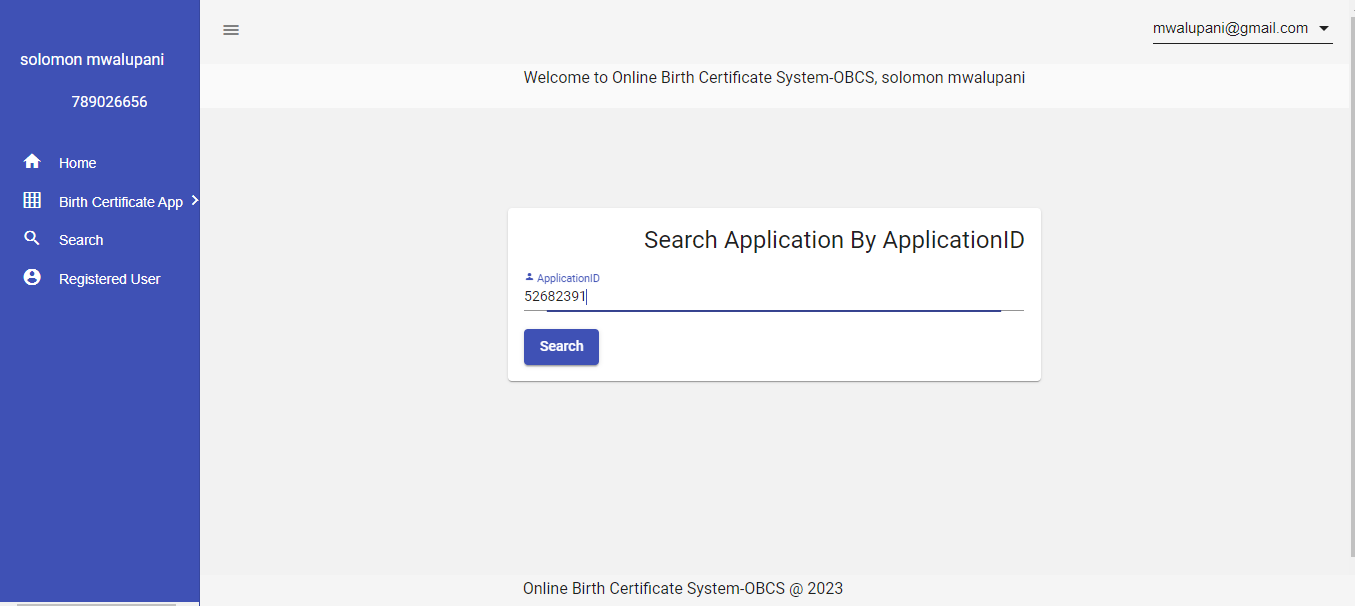 solomon mwalupani
789026656
Home
Birth Certificate App
Search
Registered User
mwalupani@gmail.com
Welcome to Online Birth Certificate System-OBCS, solomon mwalupani
Search Application By ApplicationID
ApplicationID
52682391
Search
Online Birth Certificate System-OBCS @ 2023